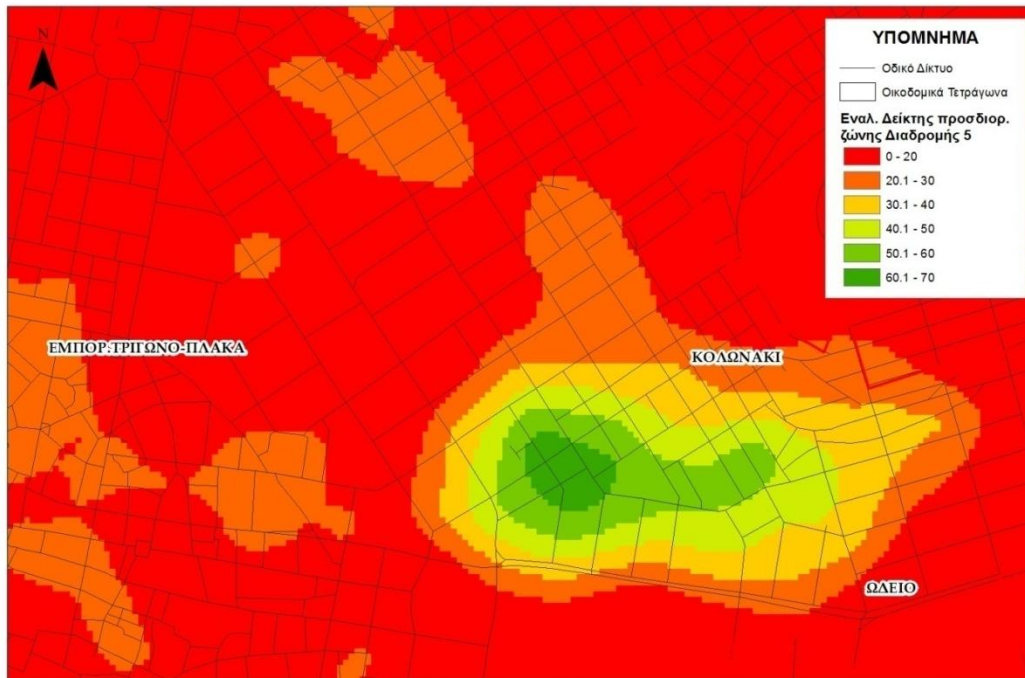 N
ΥΠΟΜΝΗΜΑ
Οδικό Δίκτυο
Οικοδομικά Τετράγωνα
Εναλ. Δείκτης προσδιορ.
ζώνης Διαδρομής 5
0 - 20
20.1 - 30
30.1 - 40
40.1 - 50
50.1 - 60
60.1 - 70
ΕΜΠΟΡ.ΤΡΙΓΩΝΟ-ΠΛΑΚΑ
ΚΟΛΩΝΑΚΙ
ΩΔΕΙΟ